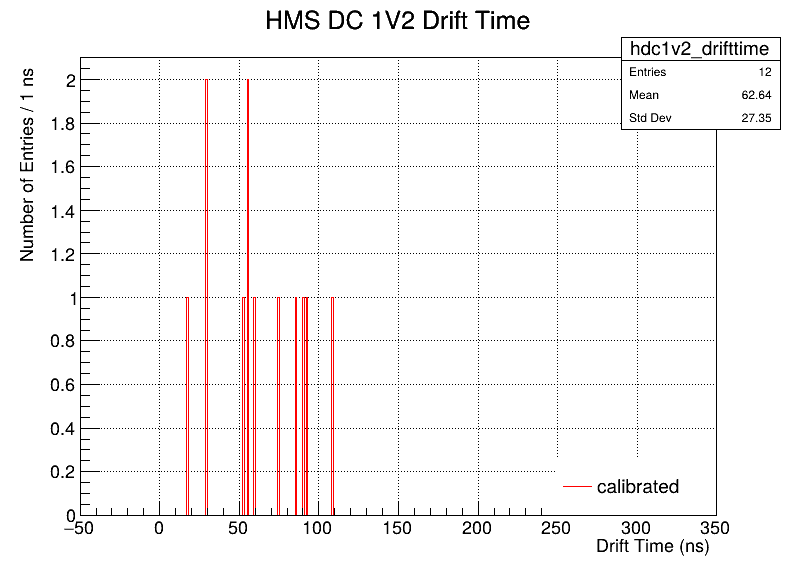 HMS DC 1V2 Drift Time
hdc1v2_drifttime
Entries 12
Mean 62.64
Std Dev 27.35
Number of Entries / 1 ns
2
1.8
1.6
1.4
1.2
1
0.8
0.6
0.4
0.2
0
calibrated
−50 0 50 100 150 200 250 300 350
Drift Time (ns)